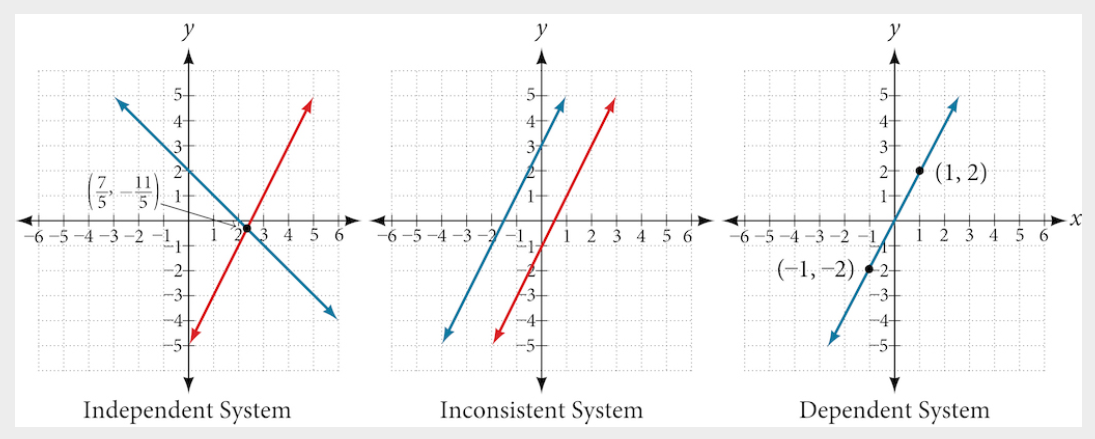 y y y
5 5 5
4 4 4
3 3 3
2 2 2
1 1 1
(7/5, −11/5)
(1, 2)
−6 −5 −4 −3 −2 −1 1 2 3 4 5 6
−6 −5 −4 −3 −2 −1 1 2 3 4 5 6
−6 −5 −4 −3 −2 −1 1 2 3 4 5 6 x
−1 −1 −1
(−1, −2)
−2 −2 −2
−3 −3 −3
−4 −4 −4
−5 −5 −5
Independent System
Inconsistent System
Dependent System